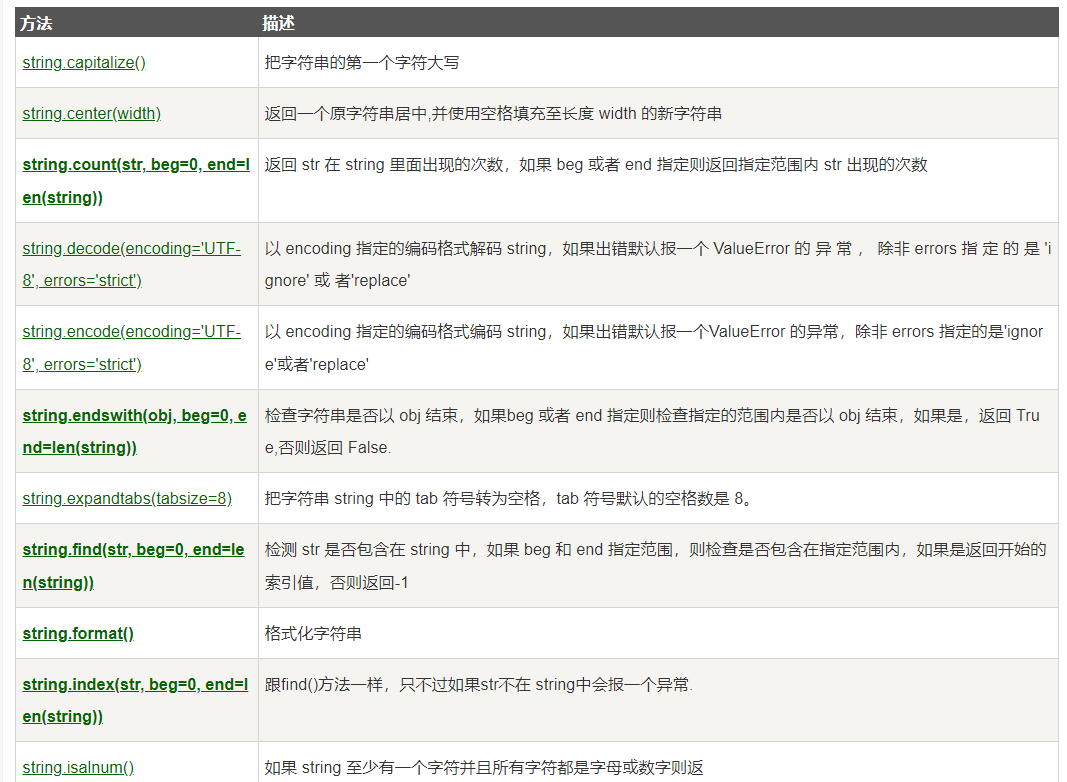 方法 描述
string.capitalize() 把字符串的第一个字符大写
string.center(width) 返回一个原字符串居中,并使用空格填充至长度 width 的新字符串
string.count(str, beg=0, end=l
en(string)) 返回 str 在 string 里面出现的次数，如果 beg 或者 end 指定则返回指定范围内 str 出现的次数
string.decode(encoding='UTF-
8', errors='strict')
以 encoding 指定的编码格式解码 string，如果出错默认报一个 ValueError 的 异 常 ， 除非 errors 指 定 的 是 'i
gnore' 或 者'replace'
string.encode(encoding='UTF-
8', errors='strict')
以 encoding 指定的编码格式编码 string，如果出错默认报一个ValueError 的异常，除非 errors 指定的是'ignor
e'或者'replace'
string.endswith(obj, beg=0, e
nd=len(string))
检查字符串是否以 obj 结束，如果beg 或者 end 指定则检查指定的范围内是否以 obj 结束，如果是，返回 Tru
e,否则返回 False.
string.expandtabs(tabsize=8) 把字符串 string 中的 tab 符号转为空格，tab 符号默认的空格数是 8。
string.find(str, beg=0, end=le
n(string))
检测 str 是否包含在 string 中，如果 beg 和 end 指定范围，则检查是否包含在指定范围内，如果是返回开始的
索引值，否则返回-1
string.format() 格式化字符串
string.index(str, beg=0, end=l
en(string))
跟find()方法一样，只不过如果str不在 string中会报一个异常.
string.isalnum() 如果 string 至少有一个字符并且所有字符都是字母或数字则返